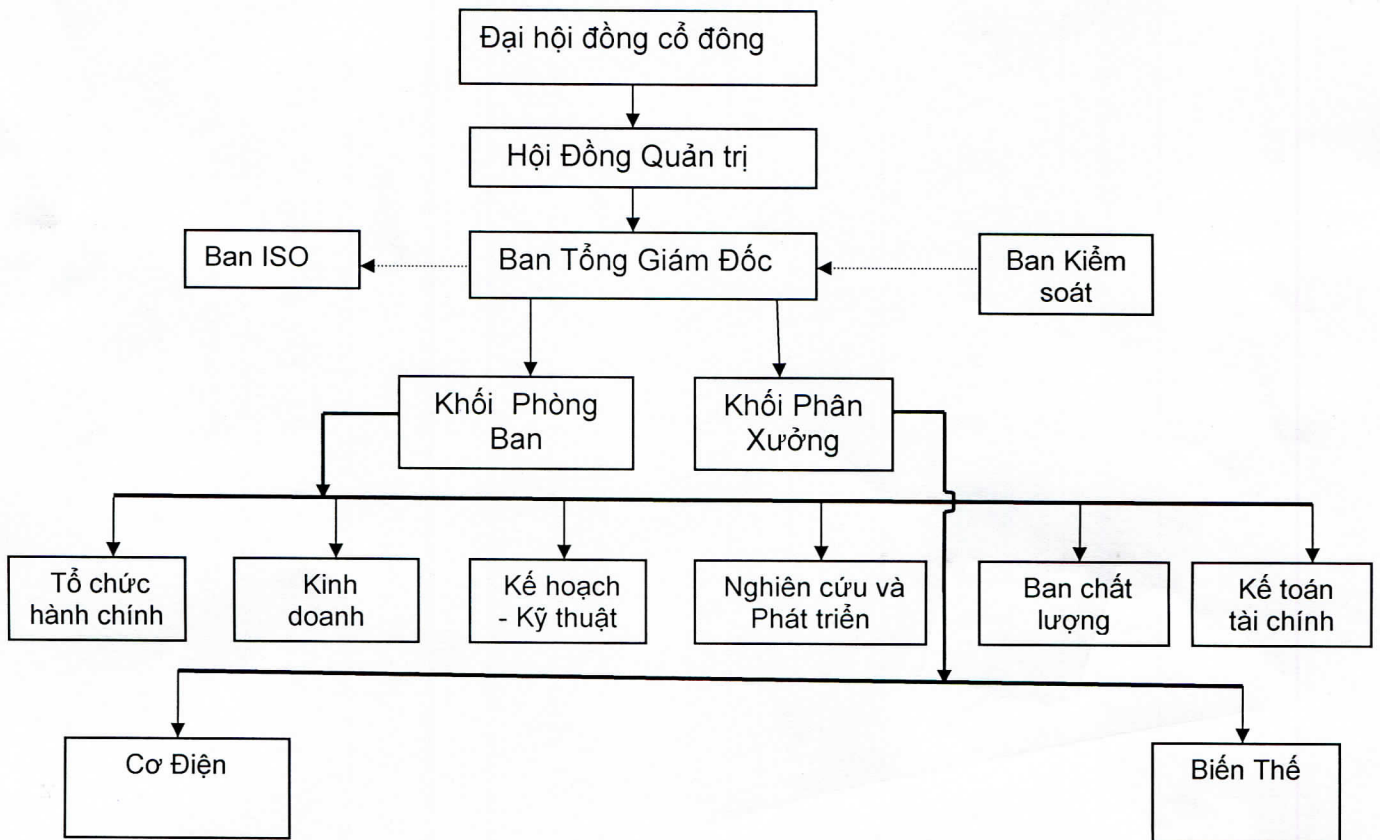 Đại hội đồng cổ đông
Hội Đồng Quản trị
Ban ISO
Ban Tổng Giám Đốc
Ban Kiểm
soát
Khối Phòng
Ban
Khối Phân
Xưởng
Tổ chức
hành chính
Kinh
doanh
Kế hoạch
- Kỹ thuật
Nghiên cứu và
Phát triển
Ban chất
lượng
Kế toán
tài chính
Cơ Điện
Biến Thế